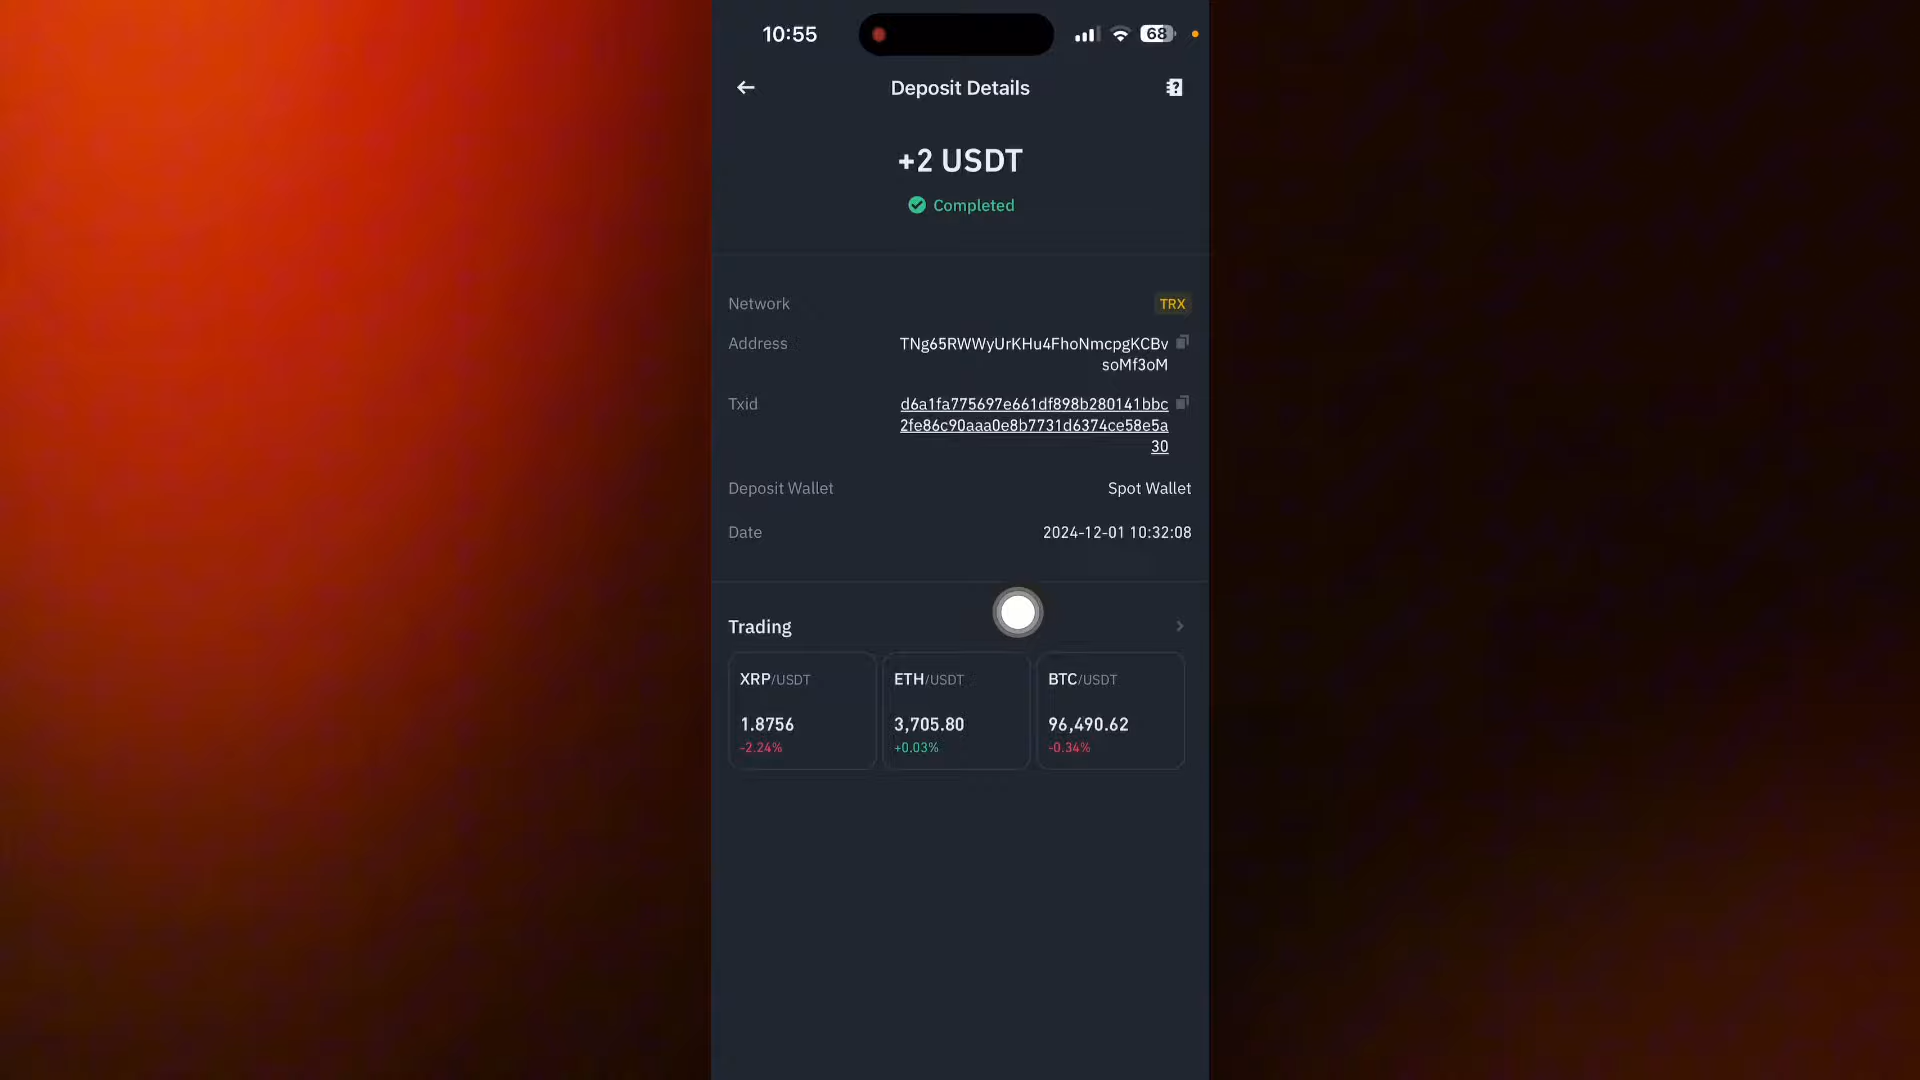 10:55
68
Deposit Details
+2 USDT
Completed
Network
TRX
Address
TNg65RWWyUrKHu4FhoNmcpgKCBv
soMf3oM
Txid
d6a1fa775697e661df898b280141bbc
2fe86c90aaa0e8b7731d6374ce58e5a
30
Deposit Wallet
Spot Wallet
Date
2024-12-01 10:32:08
Trading
XRP/USDT
ETH/USDT
BTC/USDT
1.8756
3,705.80
96,490.62
-2.24%
+0.03%
-0.34%